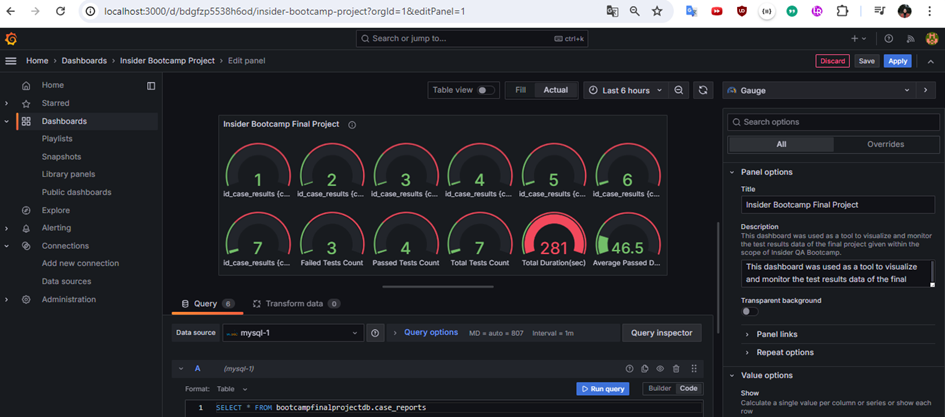 localhost:3000/d/bdgfzp5538h6od/insider-bootcamp-project?orgId=1&editPanel=1
Search or jump to... ctrl+k
Home > Dashboards > Insider Bootcamp Project > Edit panel
Discard Save Apply
Home
Starred
Dashboards
Playlists
Snapshots
Library panels
Public dashboards
Explore
Alerting
Connections
Add new connection
Data sources
Administration
Table view Fill Actual Last 6 hours
Insider Bootcamp Final Project
1 2 3 4 5 6
id_case_results {c... id_case_results {c... id_case_results {c... id_case_results {c... id_case_results {c... id_case_results {c...
7 3 4 7 281 46.5
id_case_results {c... Failed Tests Count Passed Tests Count Total Tests Count Total Duration(sec) Average Passed D...
Query 6 Transform data 0
Data source mysql-1 Query options MD = auto = 807 Interval = 1m Query inspector
A (mysql-1)
Format: Table Run query Builder Code
1 SELECT * FROM bootcampfinalprojectdb.case_reports
Gauge
Search options
All Overrides
Panel options
Title
Insider Bootcamp Final Project
Description
This dashboard was used as a tool to visualize and monitor
the test results data of the final project given within the
scope of Insider QA Bootcamp.
This dashboard was used as a tool to visualize
and monitor the test results data of the final
Transparent background
Panel links
Repeat options
Value options
Show
Calculate a single value per column or series or show each
row